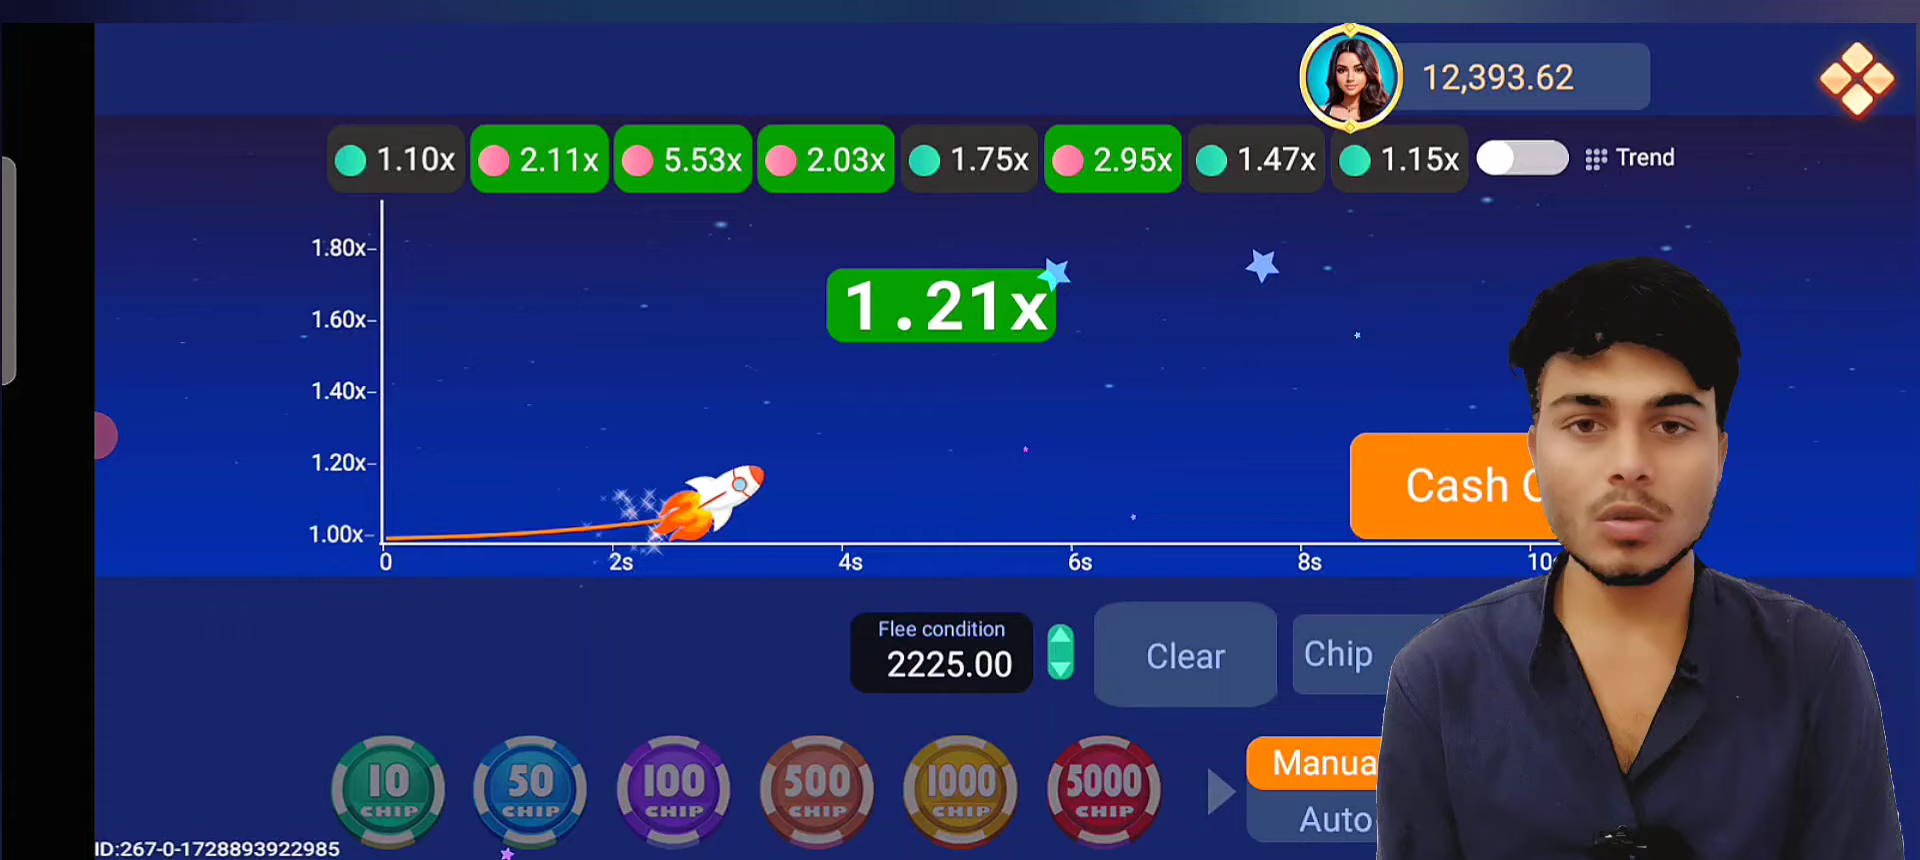 12,393.62
1.10x 2.11x 5.53x 2.03x 1.75x 2.95x 1.47x 1.15x Trend
1.80x
1.21x
1.60x
1.40x
1.20x
Cash
1.00x
0 2s 4s 6s 8s 10
Flee condition
2225.00
Clear
Chip
10 CHIP
50 CHIP
100 CHIP
500 CHIP
1000 CHIP
5000 CHIP
Manua
Auto
ID:267-0-1728893922985